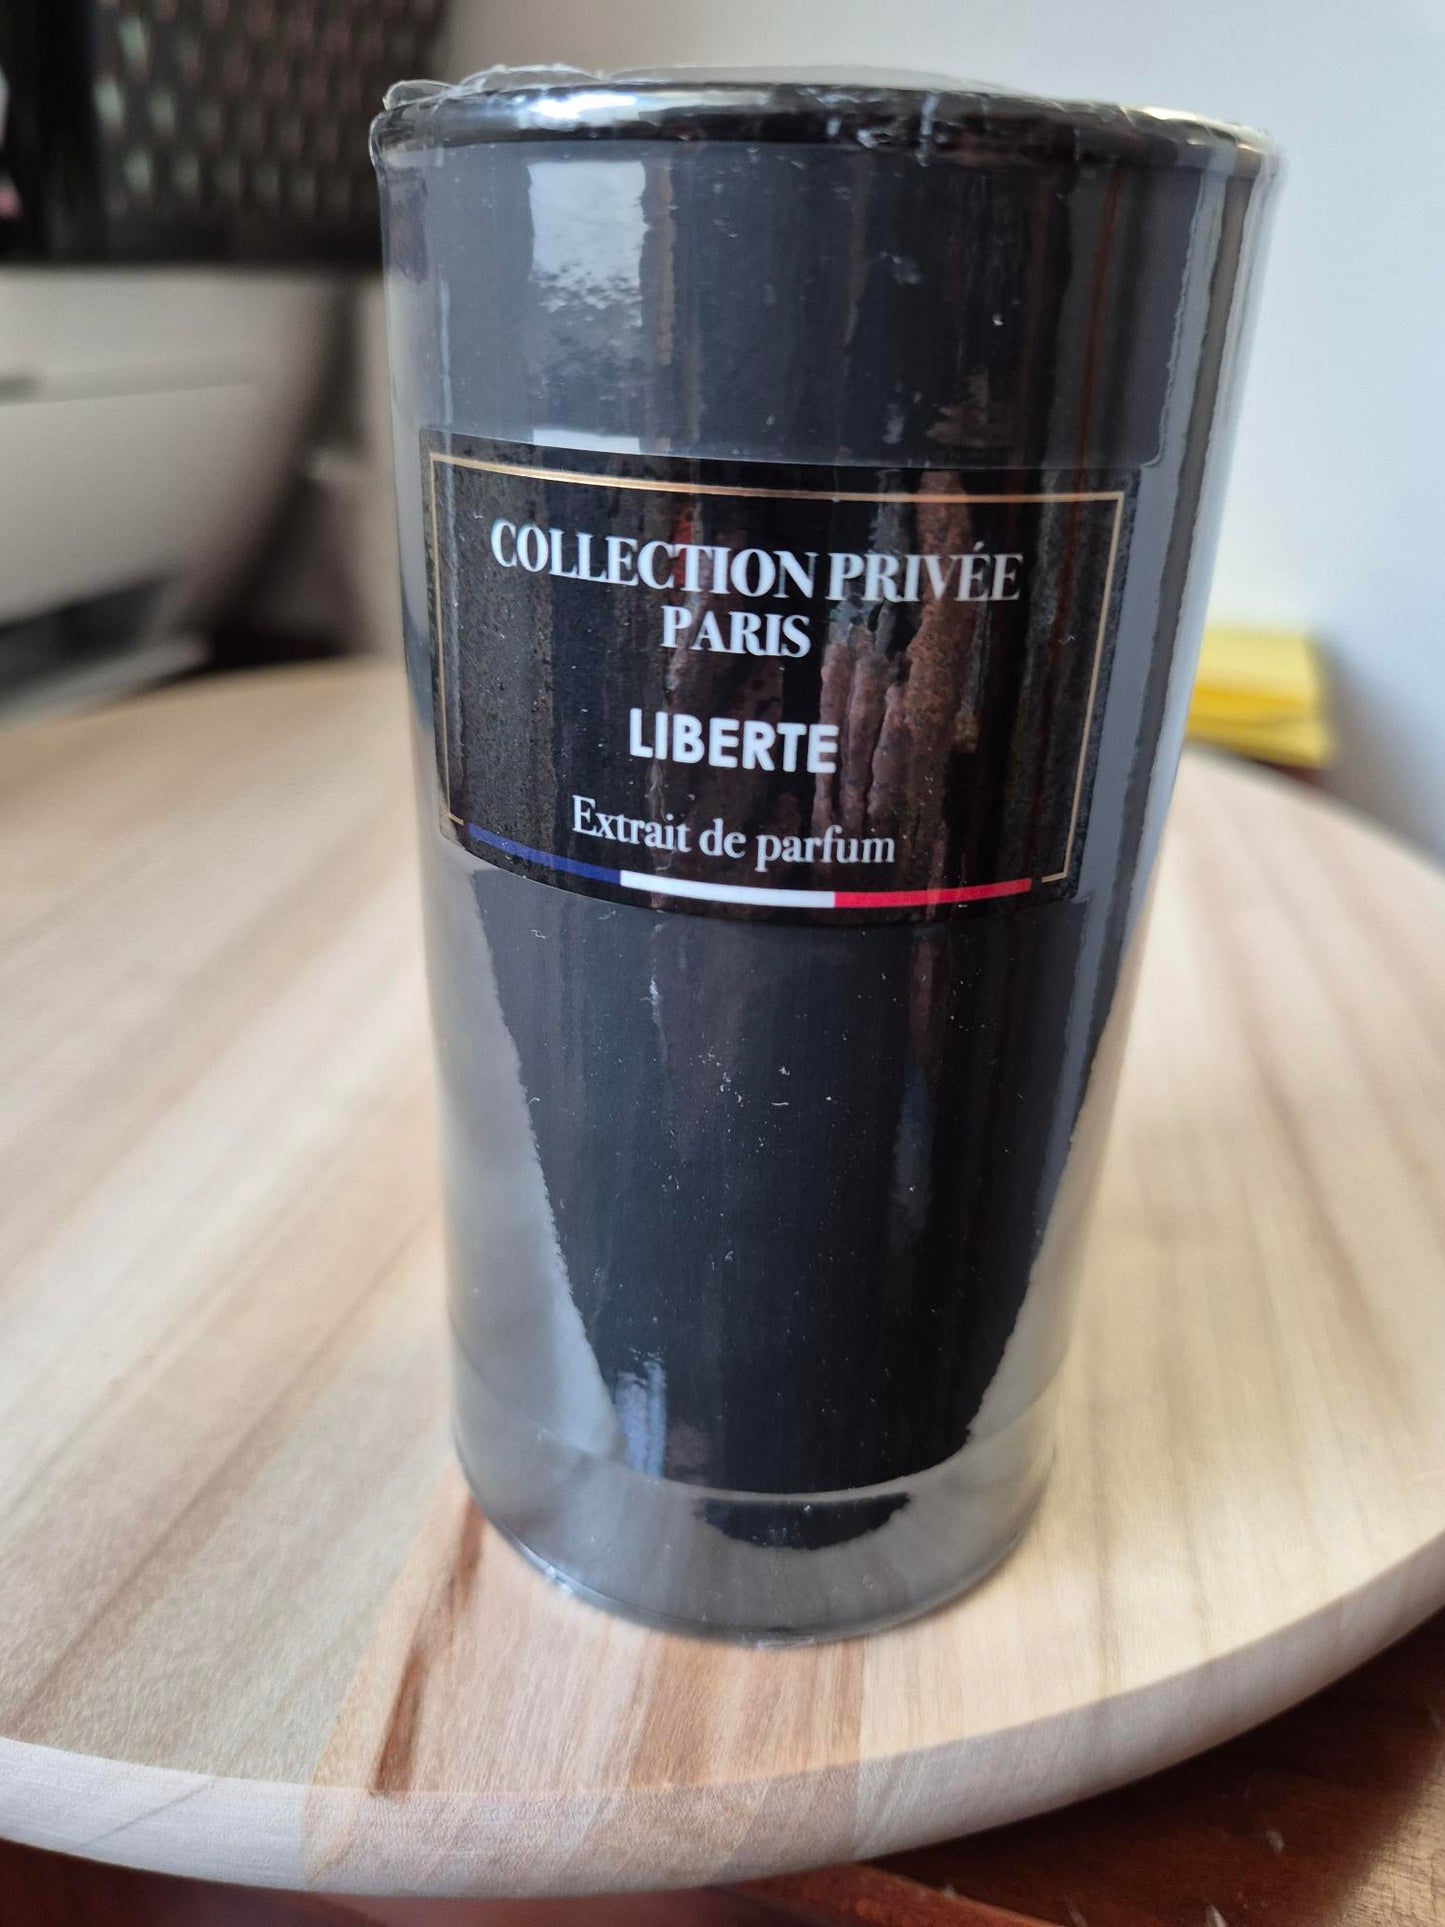 COLLECTION PRIVÉE
PARIS
LIBERTE
Extrait de parfum